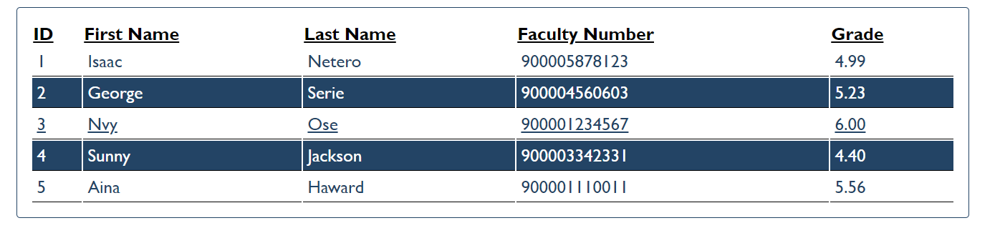 ID First Name Last Name Faculty Number Grade
1 Isaac Netero 900005878123 4.99
2 George Serie 900004560603 5.23
3 Nvy Ose 900001234567 6.00
4 Sunny Jackson 900003342331 4.40
5 Aina Haward 900001110011 5.56